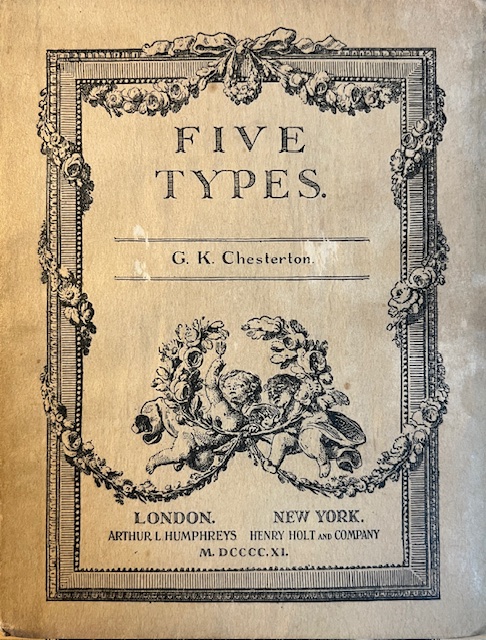 FIVE
TYPES.
G. K. Chesterton.
LONDON. NEW YORK.
ARTHUR L HUMPHREYS HENRY HOLT AND COMPANY
M. DCCCC. XI.